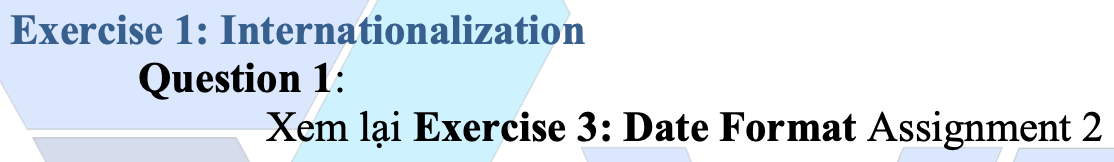 Exercise 1: Internationalization
Question 1:
Xem lại Exercise 3: Date Format Assignment 2